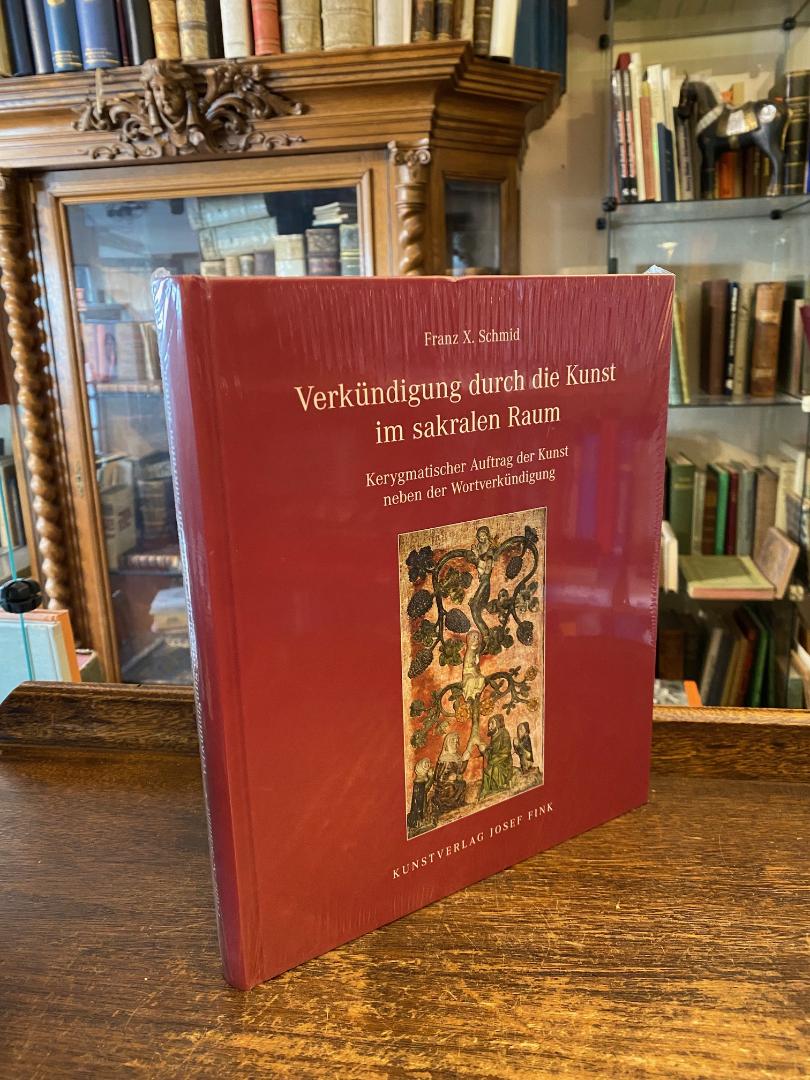 Franz X. Schmid
Verkündigung durch die Kunst
im sakralen Raum
Kerygmatischer Auftrag der Kunst
neben der Wortverkündigung
KUNSTVERLAG JOSEF FINK